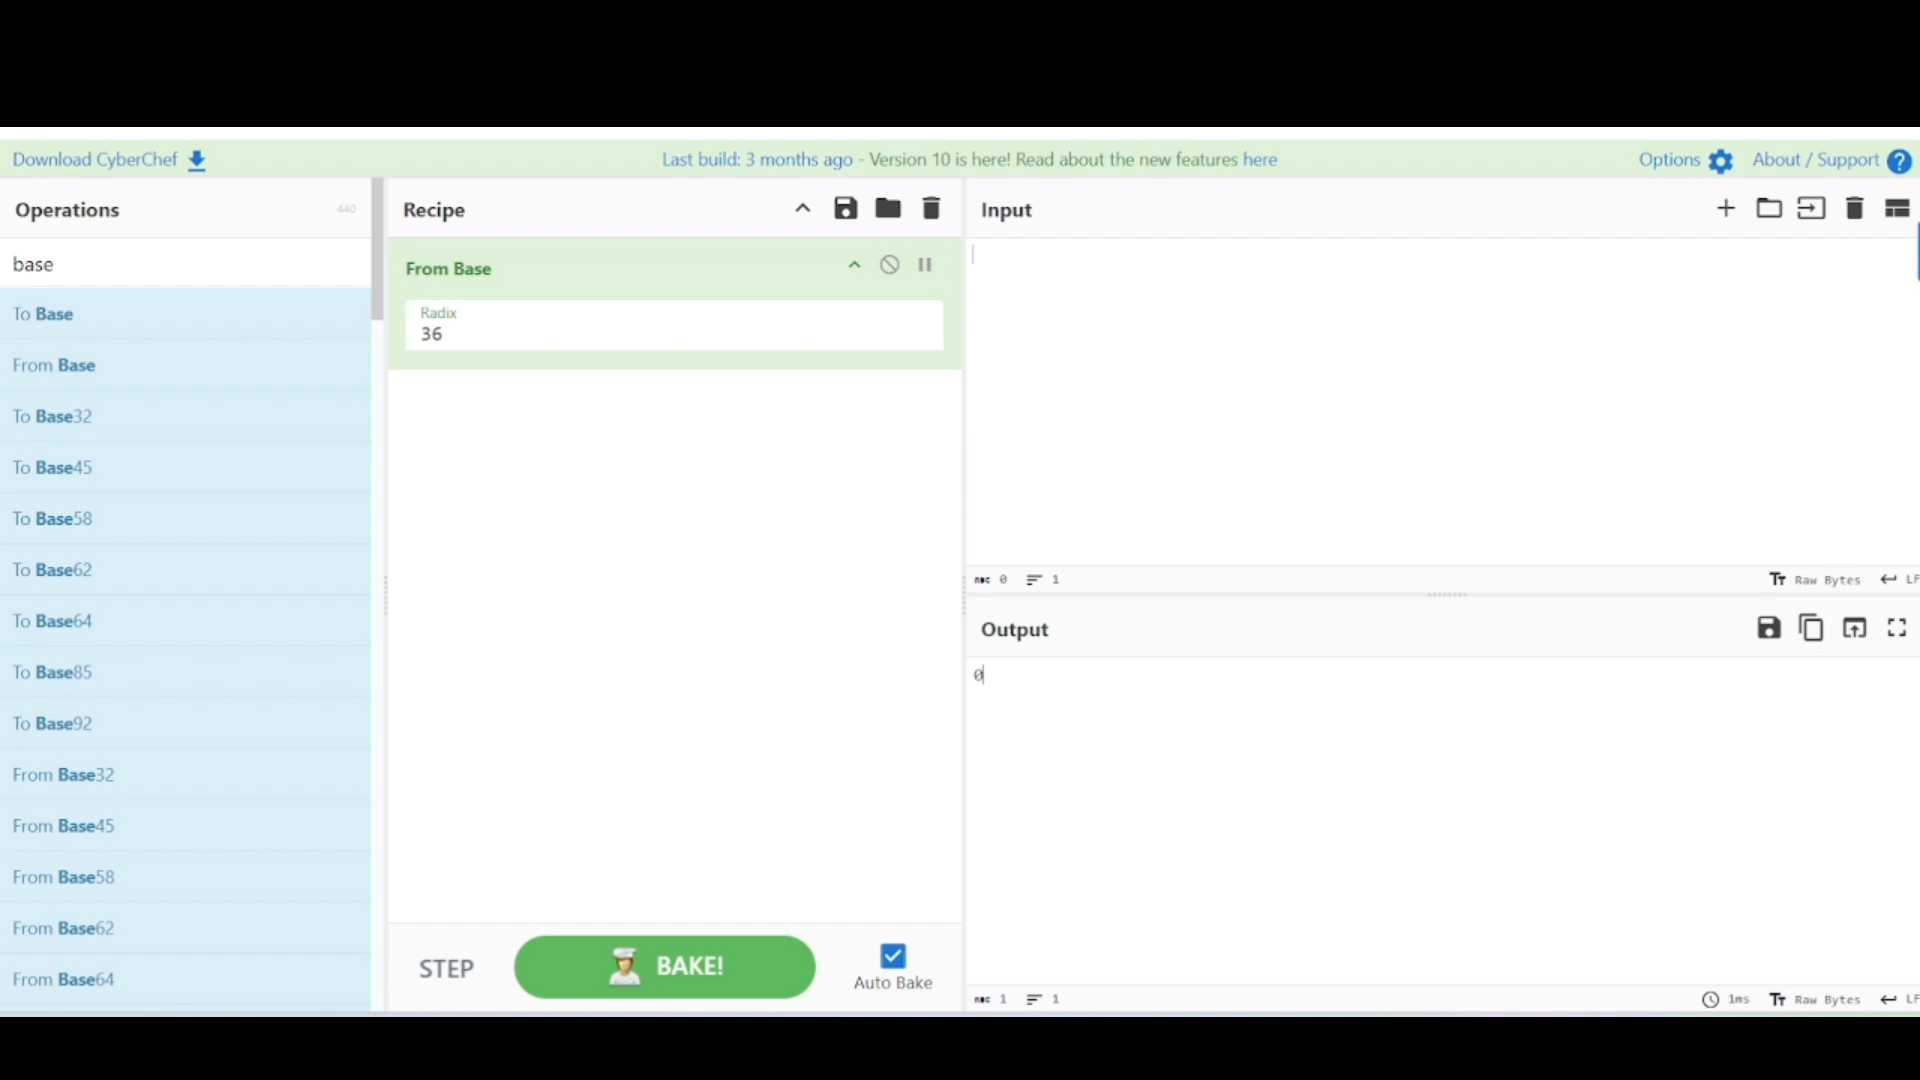 Download CyberChef
Last build: 3 months ago - Version 10 is here! Read about the new features here
Options
About / Support
Operations
440
base
To Base
From Base
To Base32
To Base45
To Base58
To Base62
To Base64
To Base85
To Base92
From Base32
From Base45
From Base58
From Base62
From Base64
Recipe
From Base
Radix
36
STEP
BAKE!
Auto Bake
Input
0
1
Raw Bytes
LF
Output
0
1
1
1ms
Raw Bytes
LF